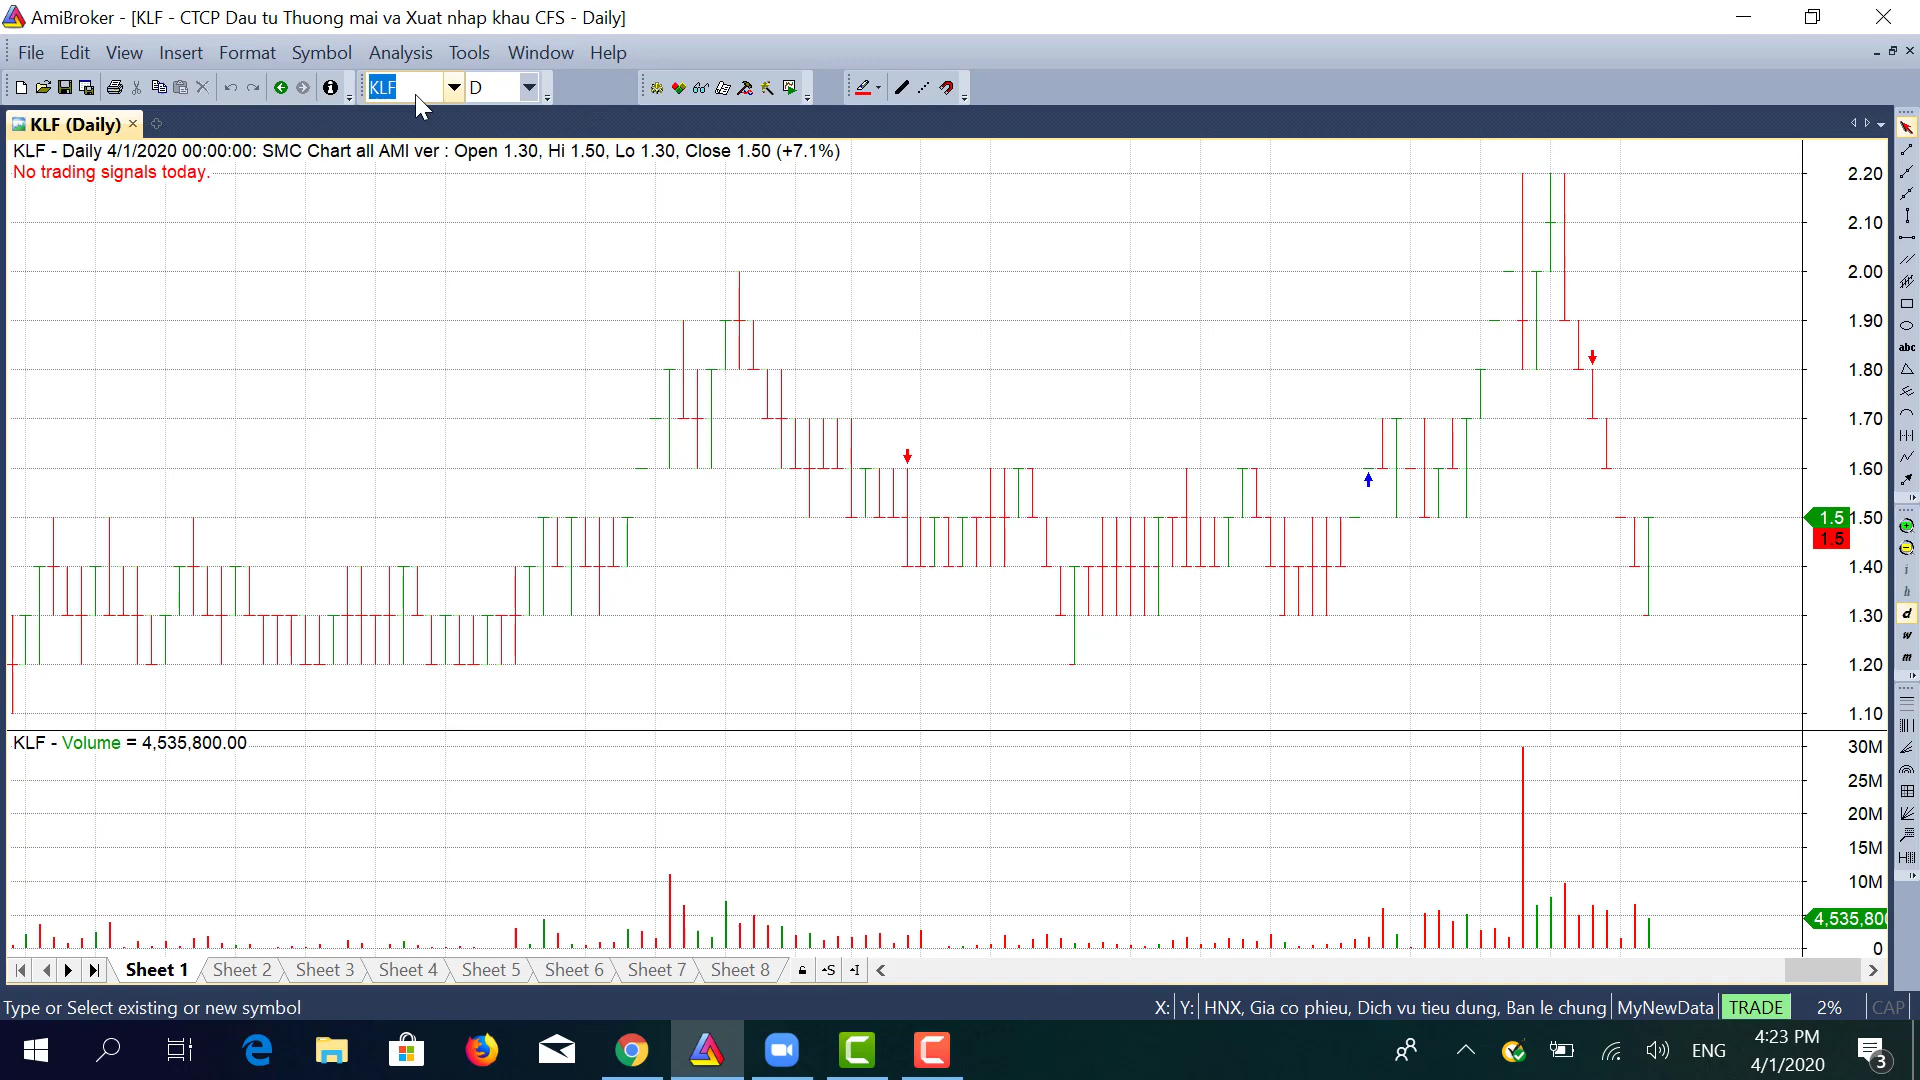 AmiBroker - [KLF - CTCP Dau tu Thuong mai va Xuat nhap khau CFS - Daily]
File Edit View Insert Format Symbol Analysis Tools Window Help
KLF D
KLF (Daily)
KLF - Daily 4/1/2020 00:00:00: SMC Chart all AMI ver : Open 1.30, Hi 1.50, Lo 1.30, Close 1.50 (+7.1%)
No trading signals today.
2.20
2.10
2.00
1.90
1.80
abc
1.70
1.60
1.5 1.50
1.5
1.40
i
h
1.30
d
w
1.20
m
1.10
KLF - Volume = 4,535,800.00
30M
25M
20M
15M
10M
4,535,80
0
Sheet 1 Sheet 2 Sheet 3 Sheet 4 Sheet 5 Sheet 6 Sheet 7 Sheet 8
Type or Select existing or new symbol X: Y: HNX, Gia co phieu, Dich vu tieu dung, Ban le chung MyNewData TRADE 2% CAP
ENG
4:23 PM
4/1/2020
3